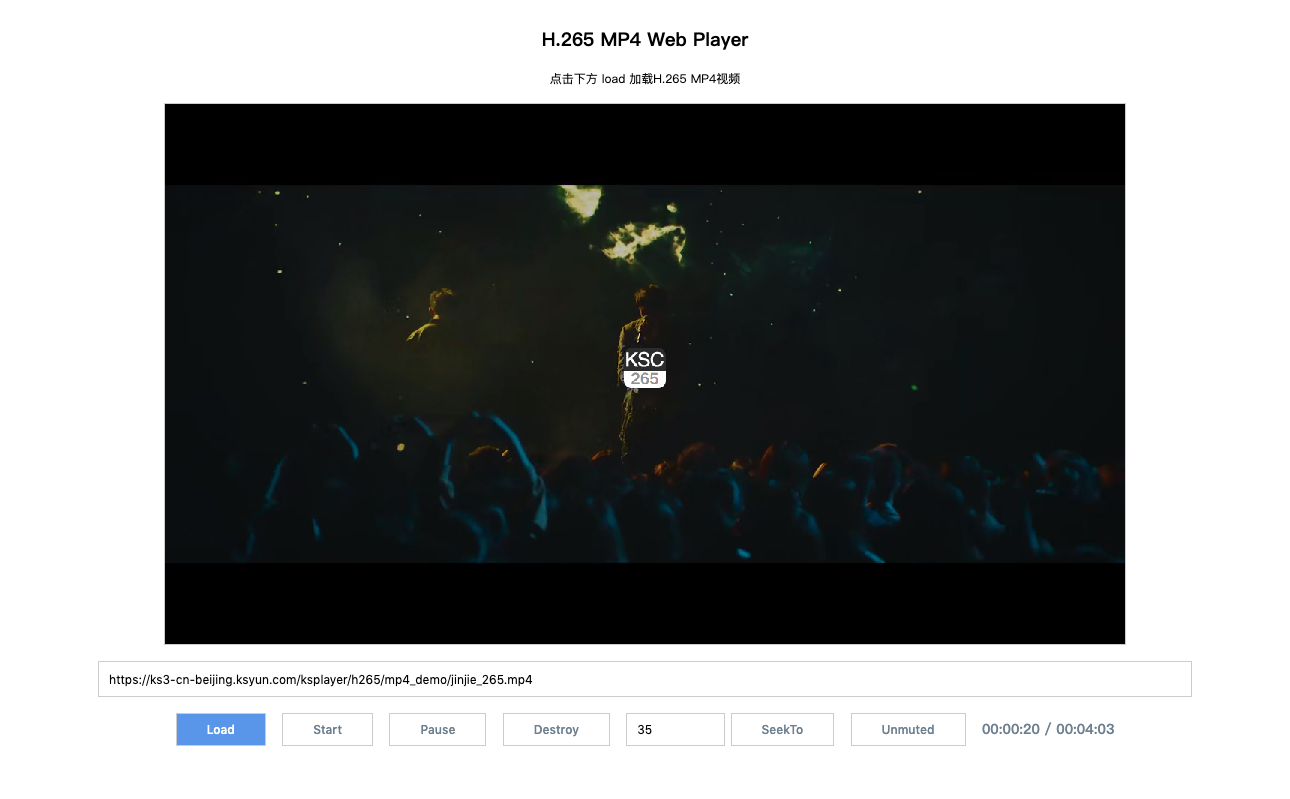 H.265 MP4 Web Player
点击下方 load 加载H.265 MP4视频
KSC
265
https://ks3-cn-beijing.ksyun.com/ksplayer/h265/mp4_demo/jinjie_265.mp4
Load Start Pause Destroy 35 SeekTo Unmuted 00:00:20 / 00:04:03